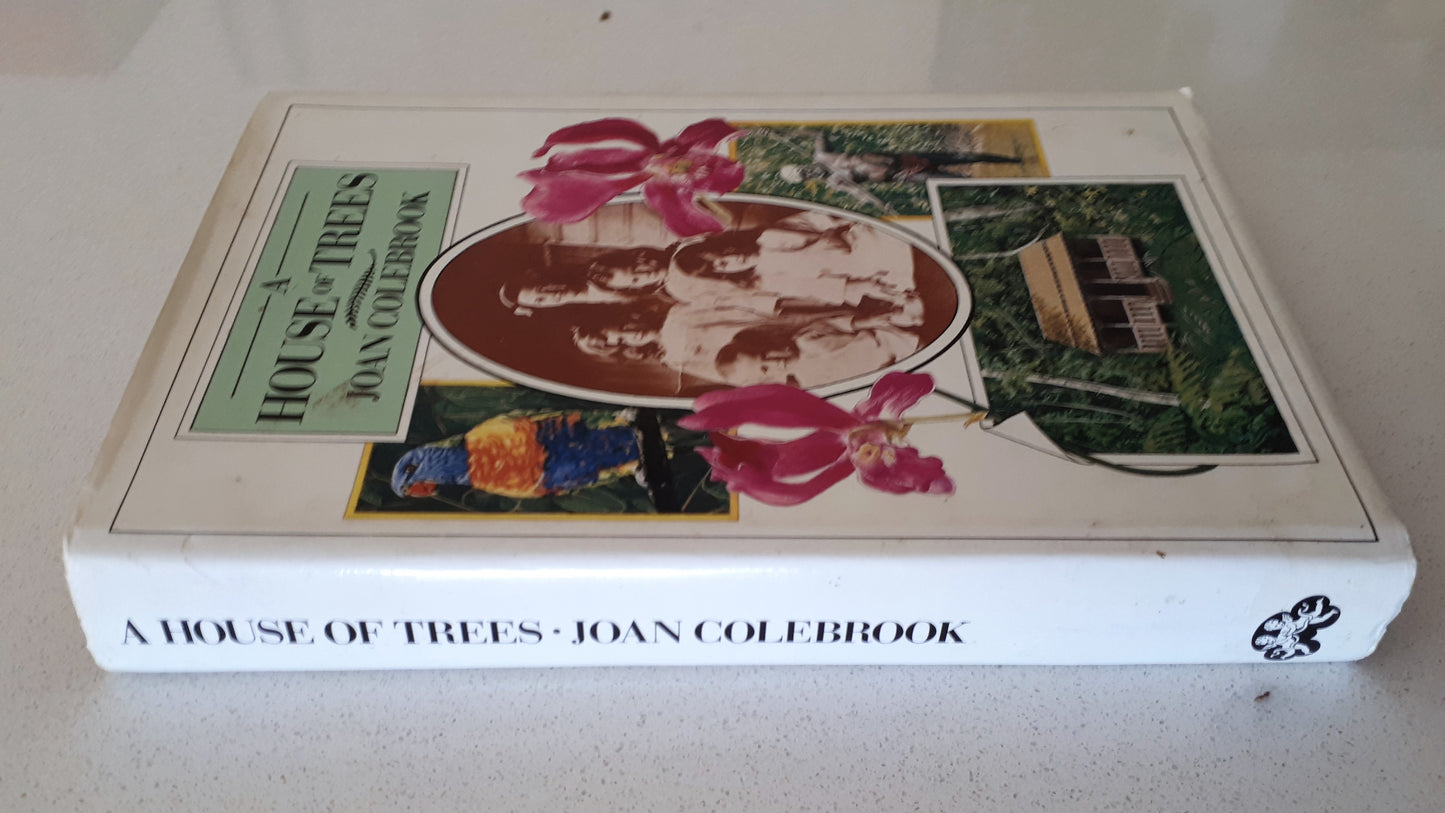 A
HOUSE OF TREES
JOAN COLEBROOK
A HOUSE OF TREES · JOAN COLEBROOK